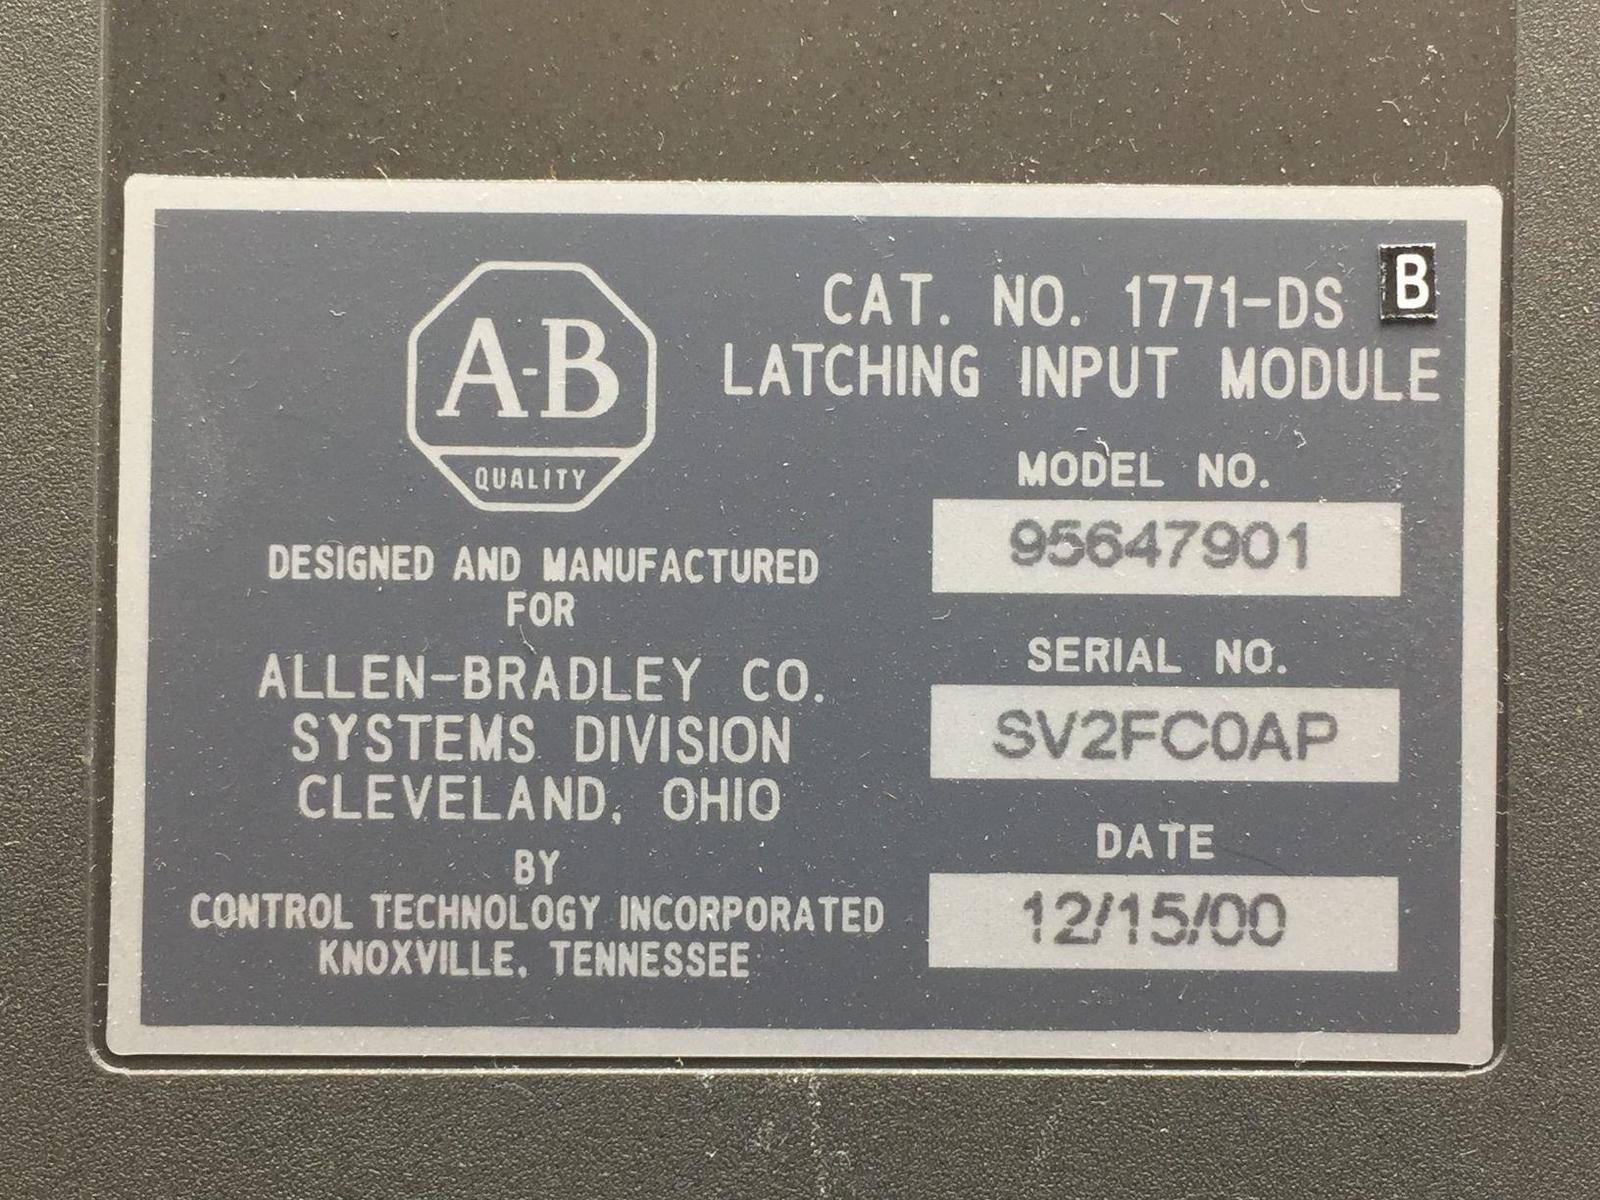 A-B
QUALITY
DESIGNED AND MANUFACTURED
FOR
ALLEN-BRADLEY CO.
SYSTEMS DIVISION
CLEVELAND, OHIO
BY
CONTROL TECHNOLOGY INCORPORATED
KNOXVILLE, TENNESSEE
CAT. NO. 1771-DS B
LATCHING INPUT MODULE
MODEL NO.
95647901
SERIAL NO.
SV2FC0AP
DATE
12/15/00